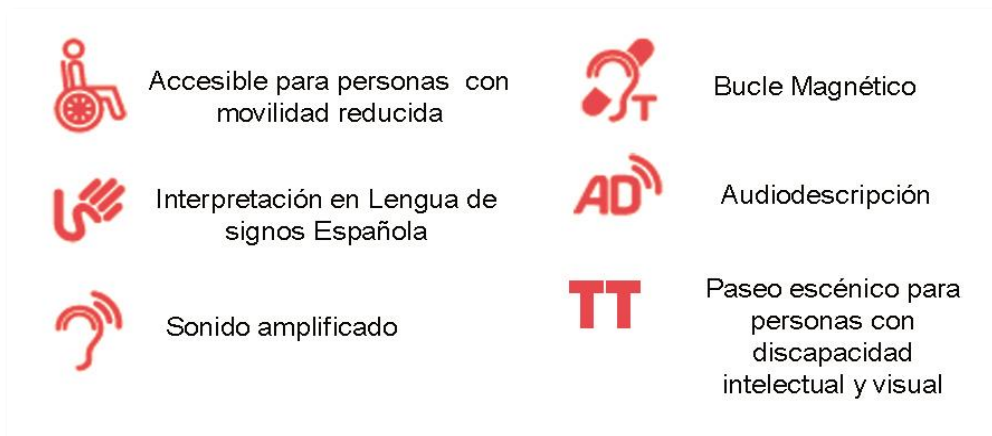 Accesible para personas con
movilidad reducida
Interpretación en Lengua de
signos Española
Sonido amplificado
T
Bucle Magnético
AD
Audiodescripción
TT
Paseo escénico para
personas con
discapacidad
intelectual y visual